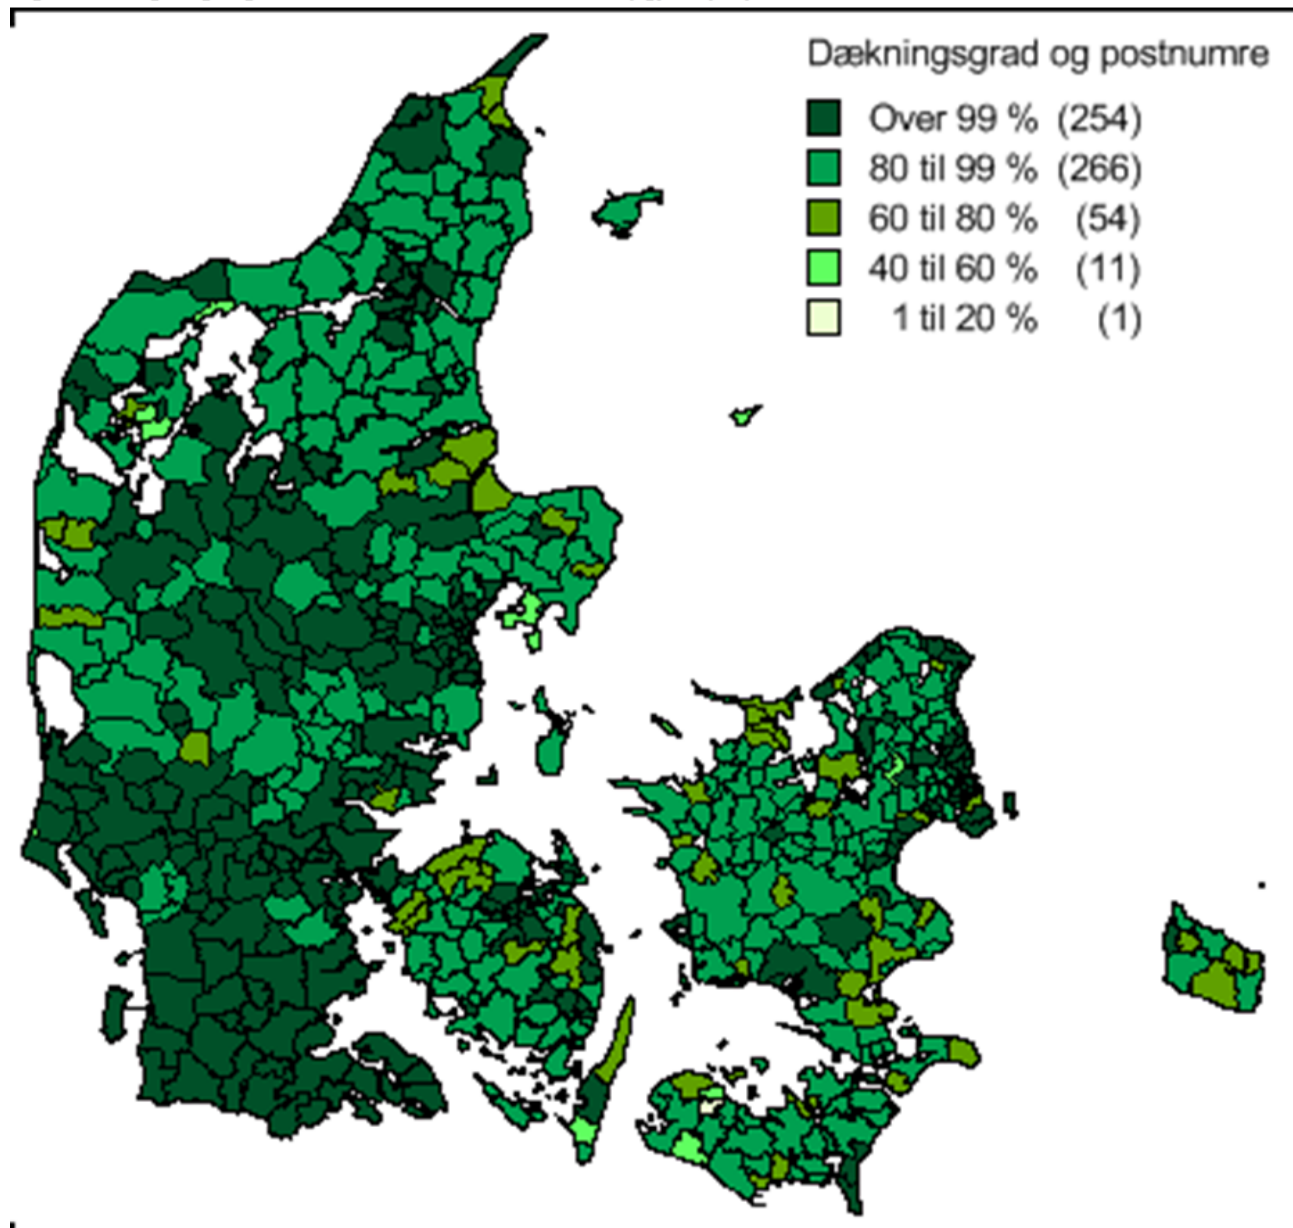 Dækningsgrad og postnumre
Over 99 % (254)
80 til 99 % (266)
60 til 80 % (54)
40 til 60 % (11)
1 til 20 % (1)